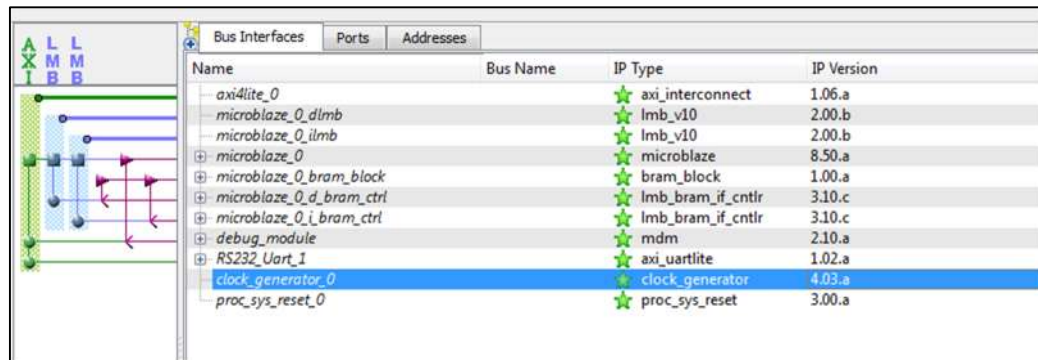 A L L
X M M
I B B
Bus Interfaces Ports Addresses
Name Bus Name IP Type IP Version
axi4lite_0 axi_interconnect 1.06.a
microblaze_0_dlmb lmb_v10 2.00.b
microblaze_0_ilmb lmb_v10 2.00.b
microblaze_0 microblaze 8.50.a
microblaze_0_bram_block bram_block 1.00.a
microblaze_0_d_bram_ctrl lmb_bram_if_cntlr 3.10.c
microblaze_0_i_bram_ctrl lmb_bram_if_cntlr 3.10.c
debug_module mdm 2.10.a
RS232_Uart_1 axi_uartlite 1.02.a
clock_generator_0 clock_generator 4.03.a
proc_sys_reset_0 proc_sys_reset 3.00.a